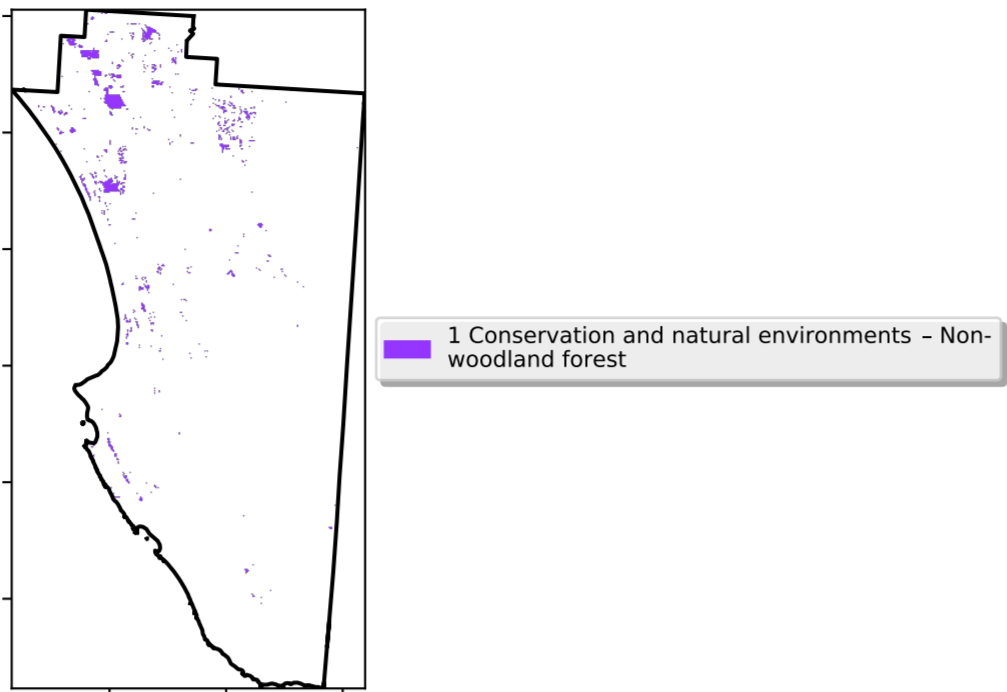 1 Conservation and natural environments – Non-
woodland forest